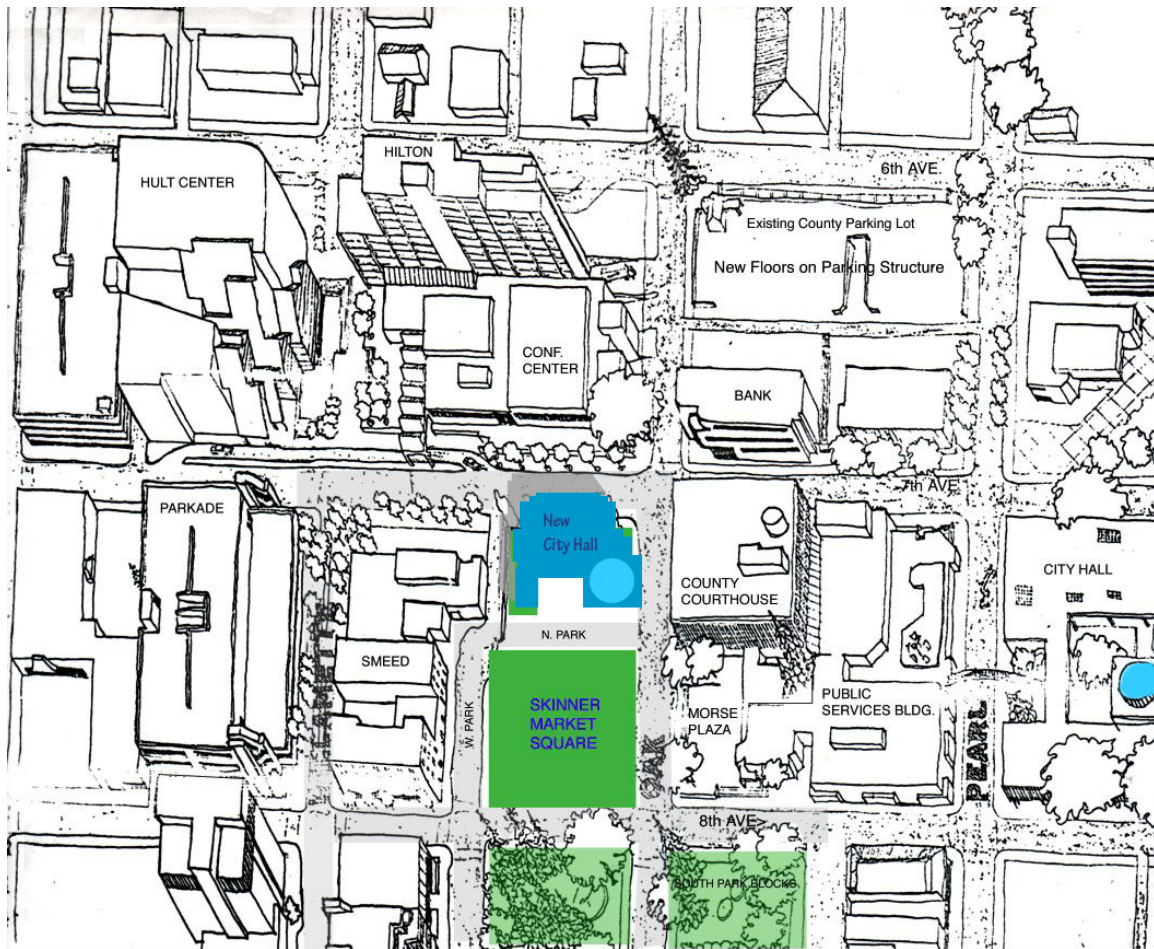 HILTON
6th AVE.
HULT CENTER
Existing County Parking Lot
New Floors on Parking Structure
CONF.
CENTER
BANK
7th AVE
PARKADE
New
City Hall
CITY HALL
COUNTY
COURTHOUSE
N. PARK
SMEED
W. PARK
SKINNER
MARKET
SQUARE
MORSE
PLAZA
PUBLIC
SERVICES BLDG.
OAK
PEARL
8th AVE>
SOUTH PARK BLOCKS